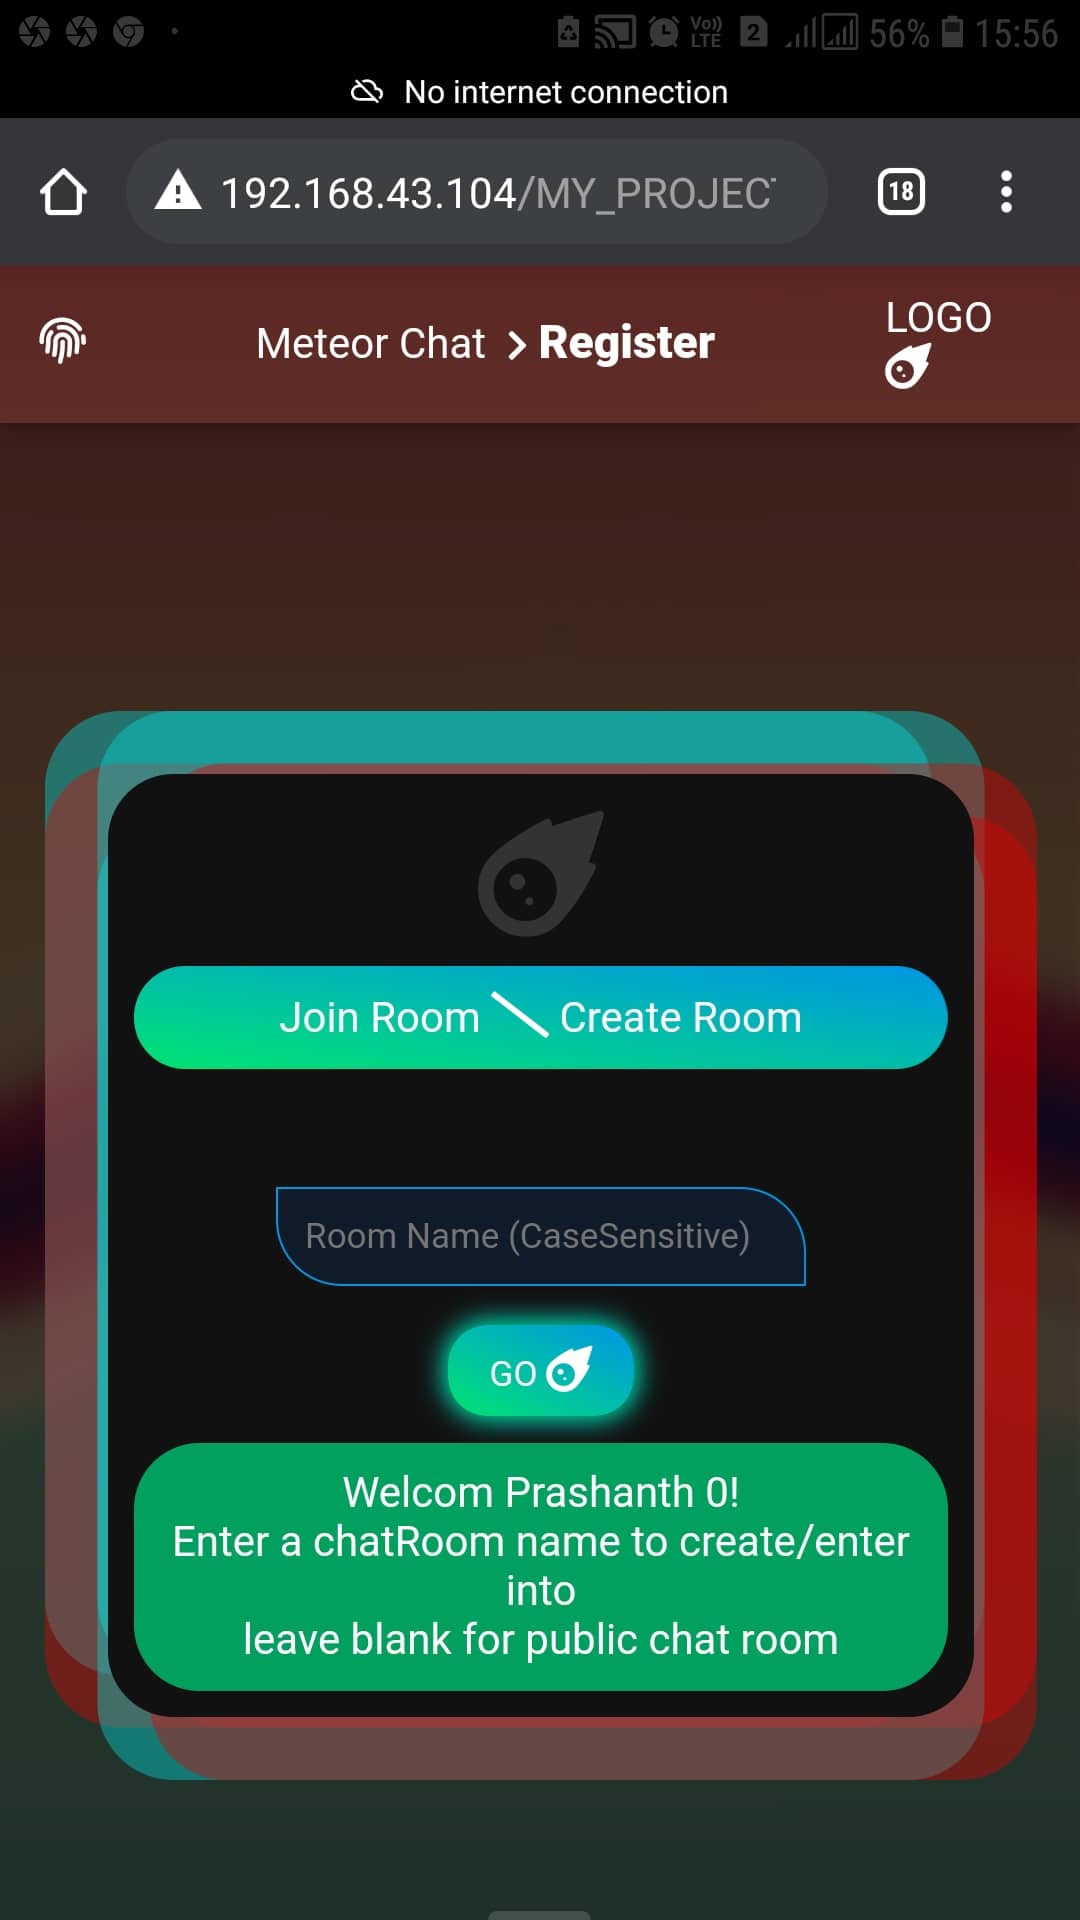 Vo))
LTE
2
56%
15:56
No internet connection
192.168.43.104/MY_PROJEC
18
Meteor Chat
Register
LOGO
Join Room
Create Room
Room Name (CaseSensitive)
GO
Welcom Prashanth 0!
Enter a chatRoom name to create/enter
into
leave blank for public chat room